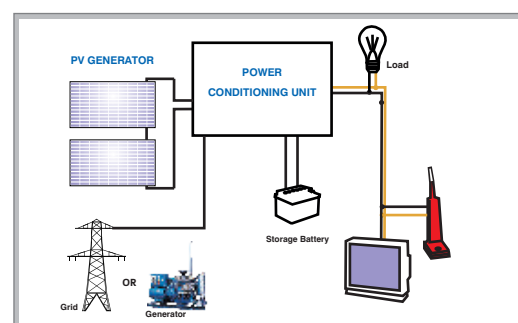 PV GENERATOR
POWER
CONDITIONING UNIT
Load
Storage Battery
OR
Grid
Generator